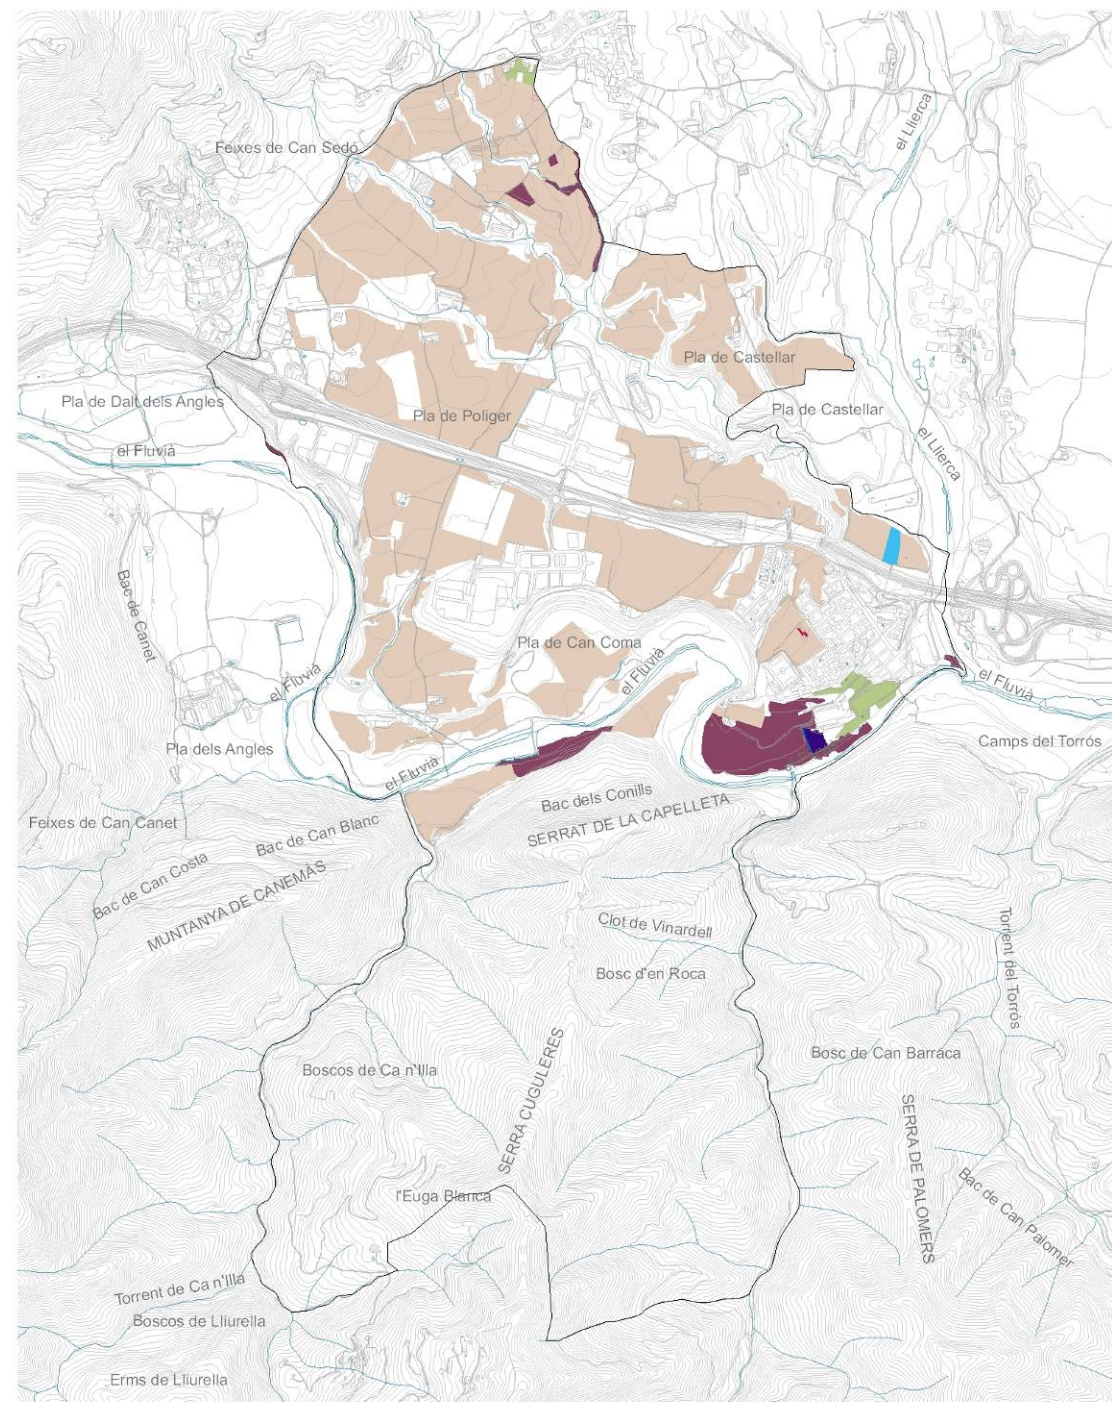 el Llierca
Feixes de Can Sedó
Pla de Castellar
Pla de Dalt dels Angles
Pla de Poliger
Pla de Castellar
el Fluvià
el Llierca
Bac de Canet
Pla de Can Coma
el Fluvià
el Fluvià
el Fluvià
Pla dels Angles
Camps del Torrós
el Fluvià
Bac dels Conills
SERRAT DE LA CAPELLETA
Feixes de Can Canet
Bac de Can Blanc
Bac de Can Costa
MUNTANYA DE CANEMÀS
Clot de Vinardell
Torrent del Torrós
Bosc d'en Roca
Bosc de Can Barraca
Boscos de Ca n'Illa
SERRA CUGULERES
SERRA DE PALOMERS
l'Euga Blanca
Bac de Can Palomer
Torrent de Ca n'Illa
Boscos de Lliurella
Erms de Lliurella